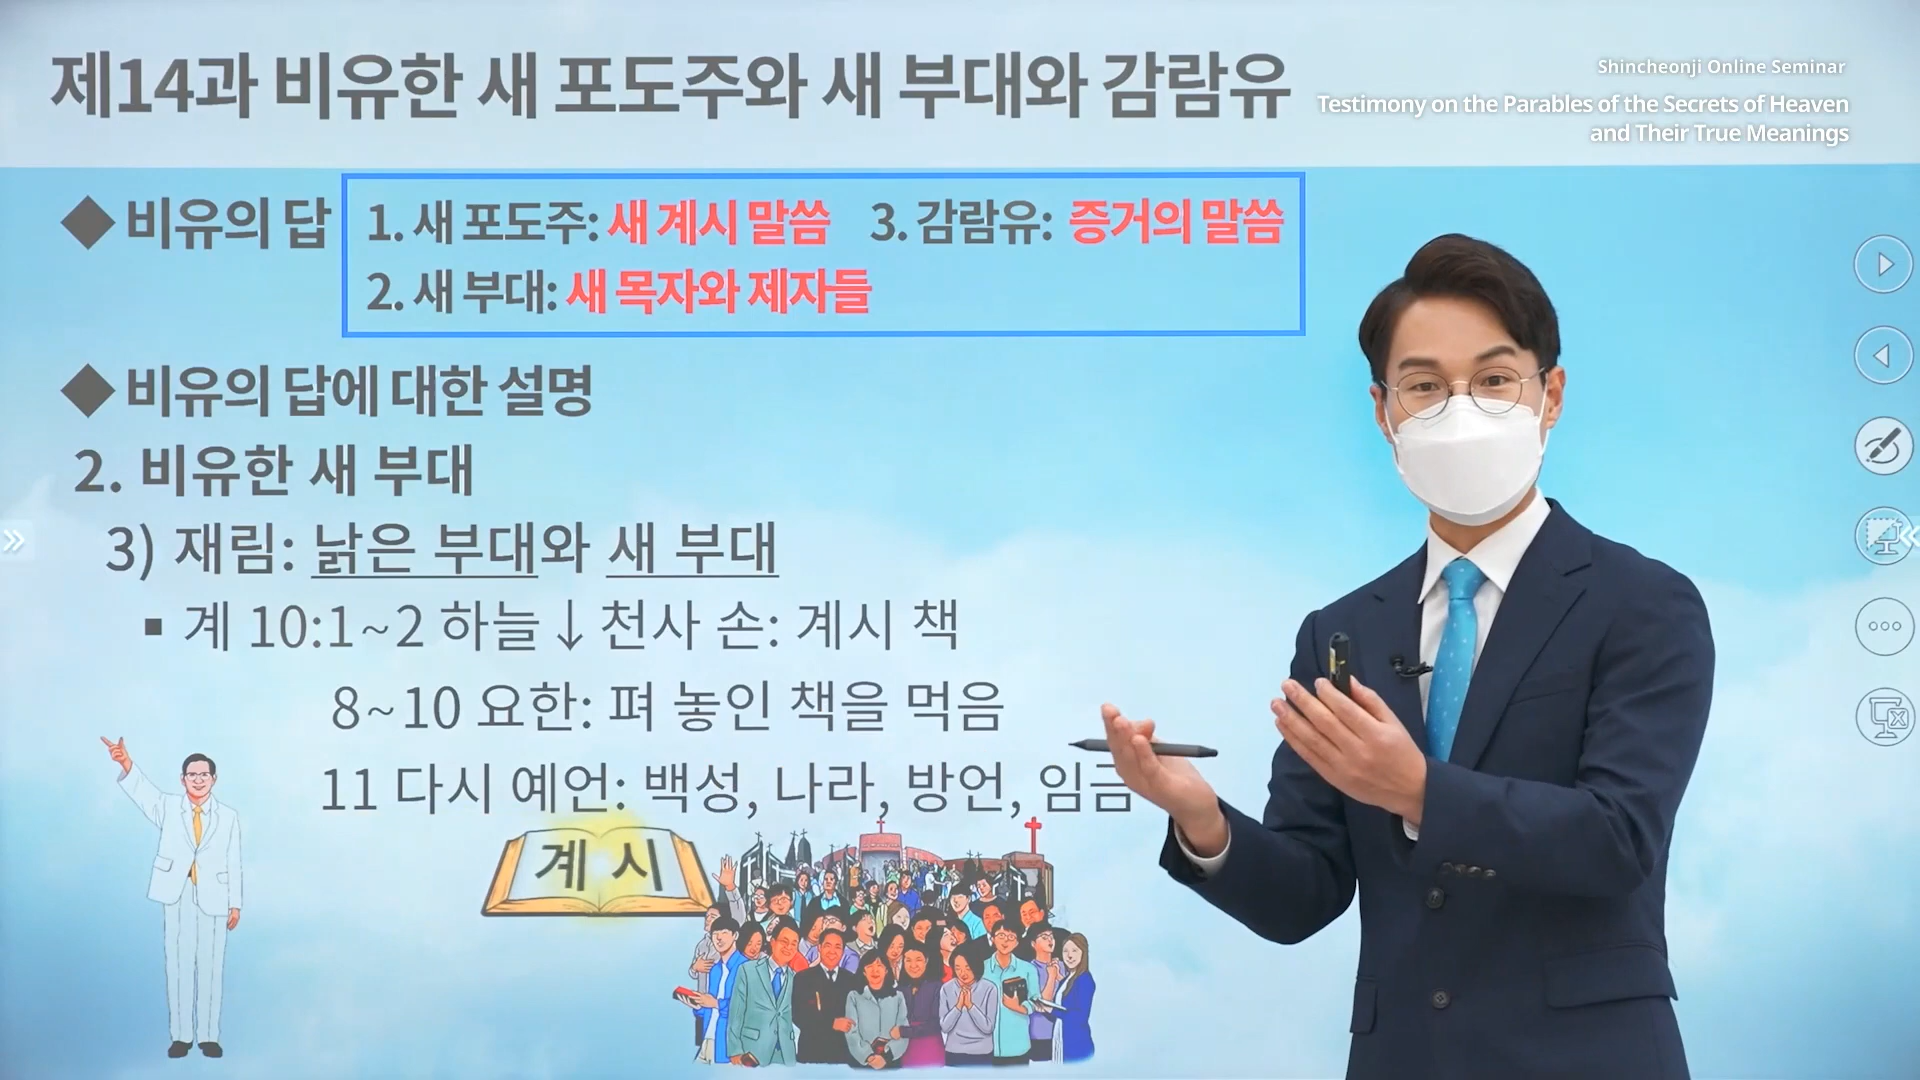 제14과 비유한 새 포도주와 새 부대와 감람유
Shincheonji Online Seminar
Testimony on the Parables of the Secrets of Heaven
and Their True Meanings
◆ 비유의 답
1. 새 포도주: 새 계시 말씀 3. 감람유: 증거의 말씀
2. 새 부대: 새 목자와 제자들
◆ 비유의 답에 대한 설명
2. 비유한 새 부대
3) 재림: 낡은 부대와 새 부대
▪ 계 10:1~2 하늘↓천사 손: 계시 책
8~10 요한: 펴 놓인 책을 먹음
11 다시 예언: 백성, 나라, 방언, 임금
계 시